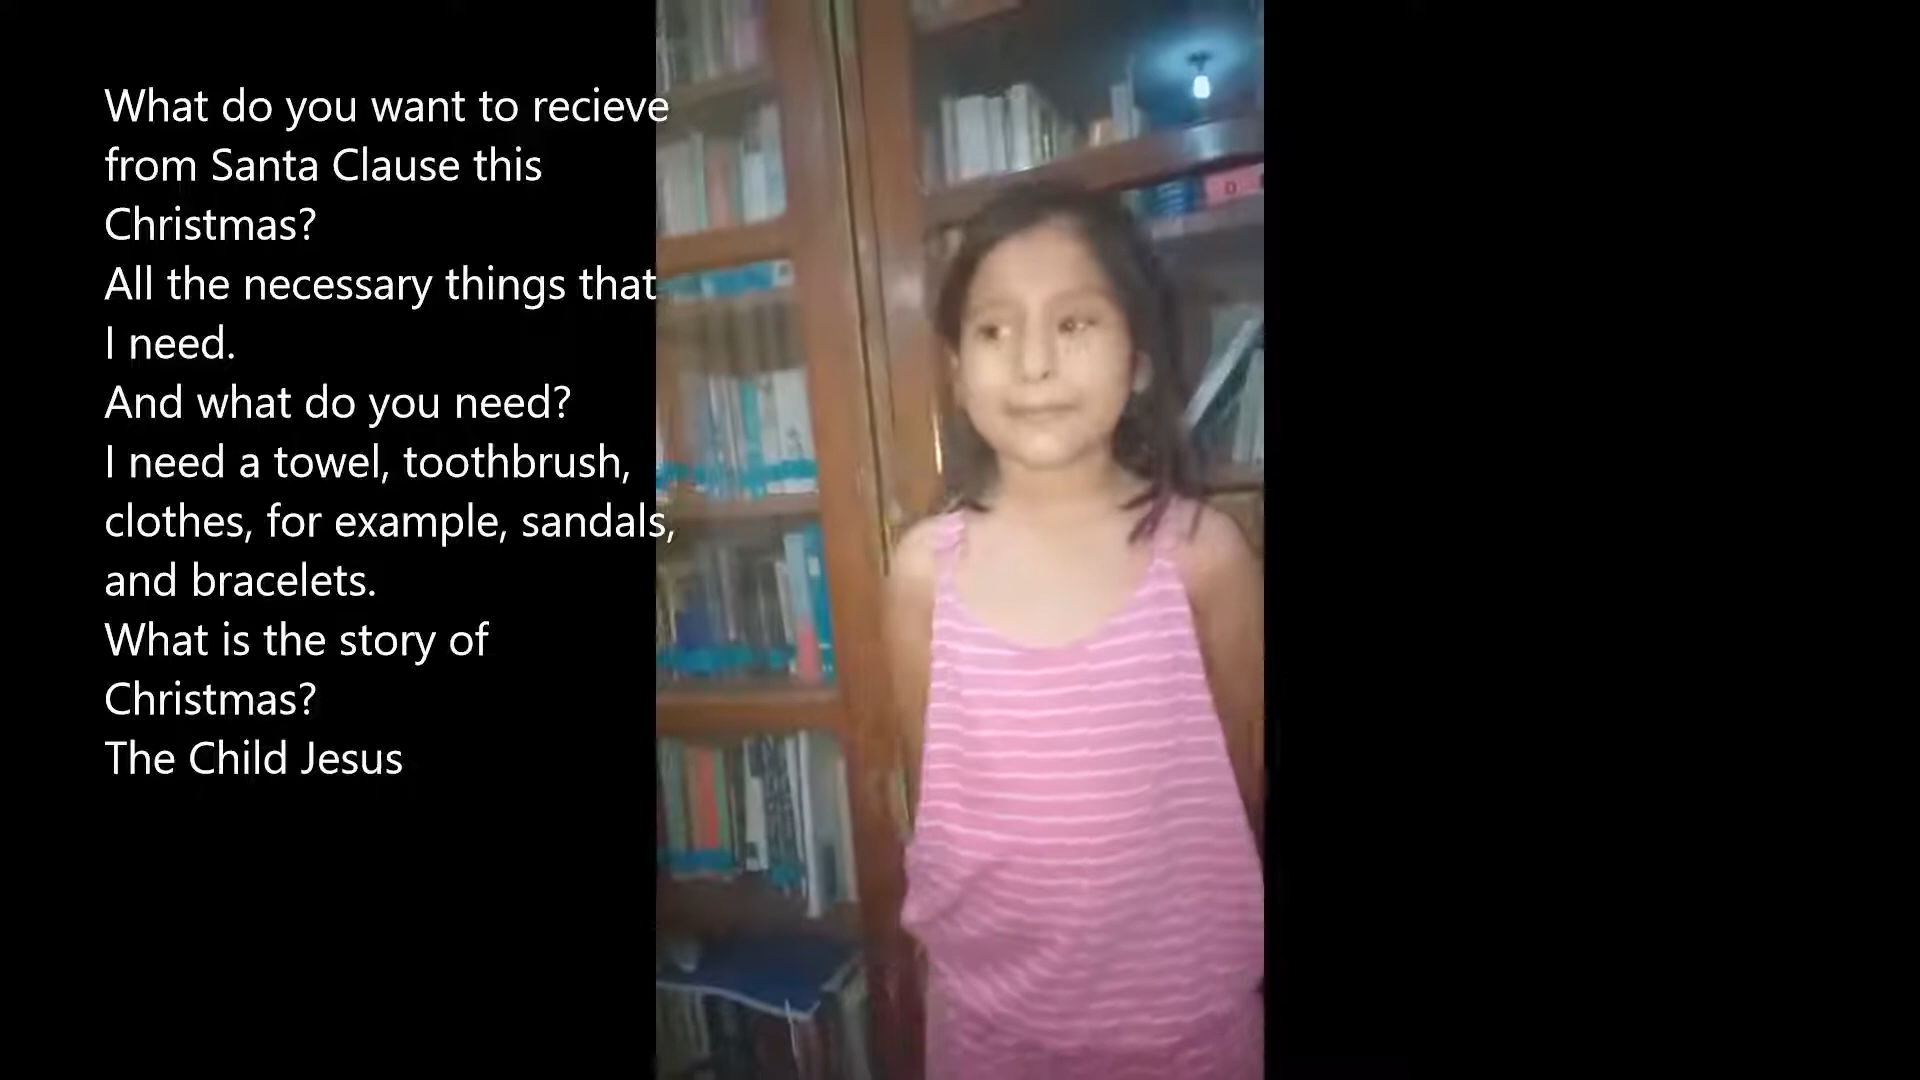 What do you want to recieve
from Santa Clause this
Christmas?
All the necessary things that
I need.
And what do you need?
I need a towel, toothbrush,
clothes, for example, sandals,
and bracelets.
What is the story of
Christmas?
The Child Jesus
D